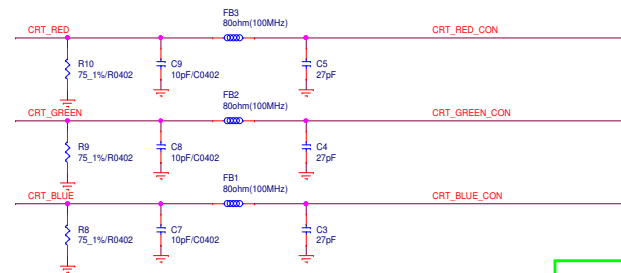 FB3
80ohm(100MHz)
CRT_RED
CRT_RED_CON
R10
75_1%/R0402
C9
10pF/C0402
C5
27pF
FB2
80ohm(100MHz)
CRT_GREEN
CRT_GREEN_CON
R9
75_1%/R0402
C8
10pF/C0402
C4
27pF
FB1
80ohm(100MHz)
CRT_BLUE
CRT_BLUE_CON
R8
75_1%/R0402
C7
10pF/C0402
C3
27pF